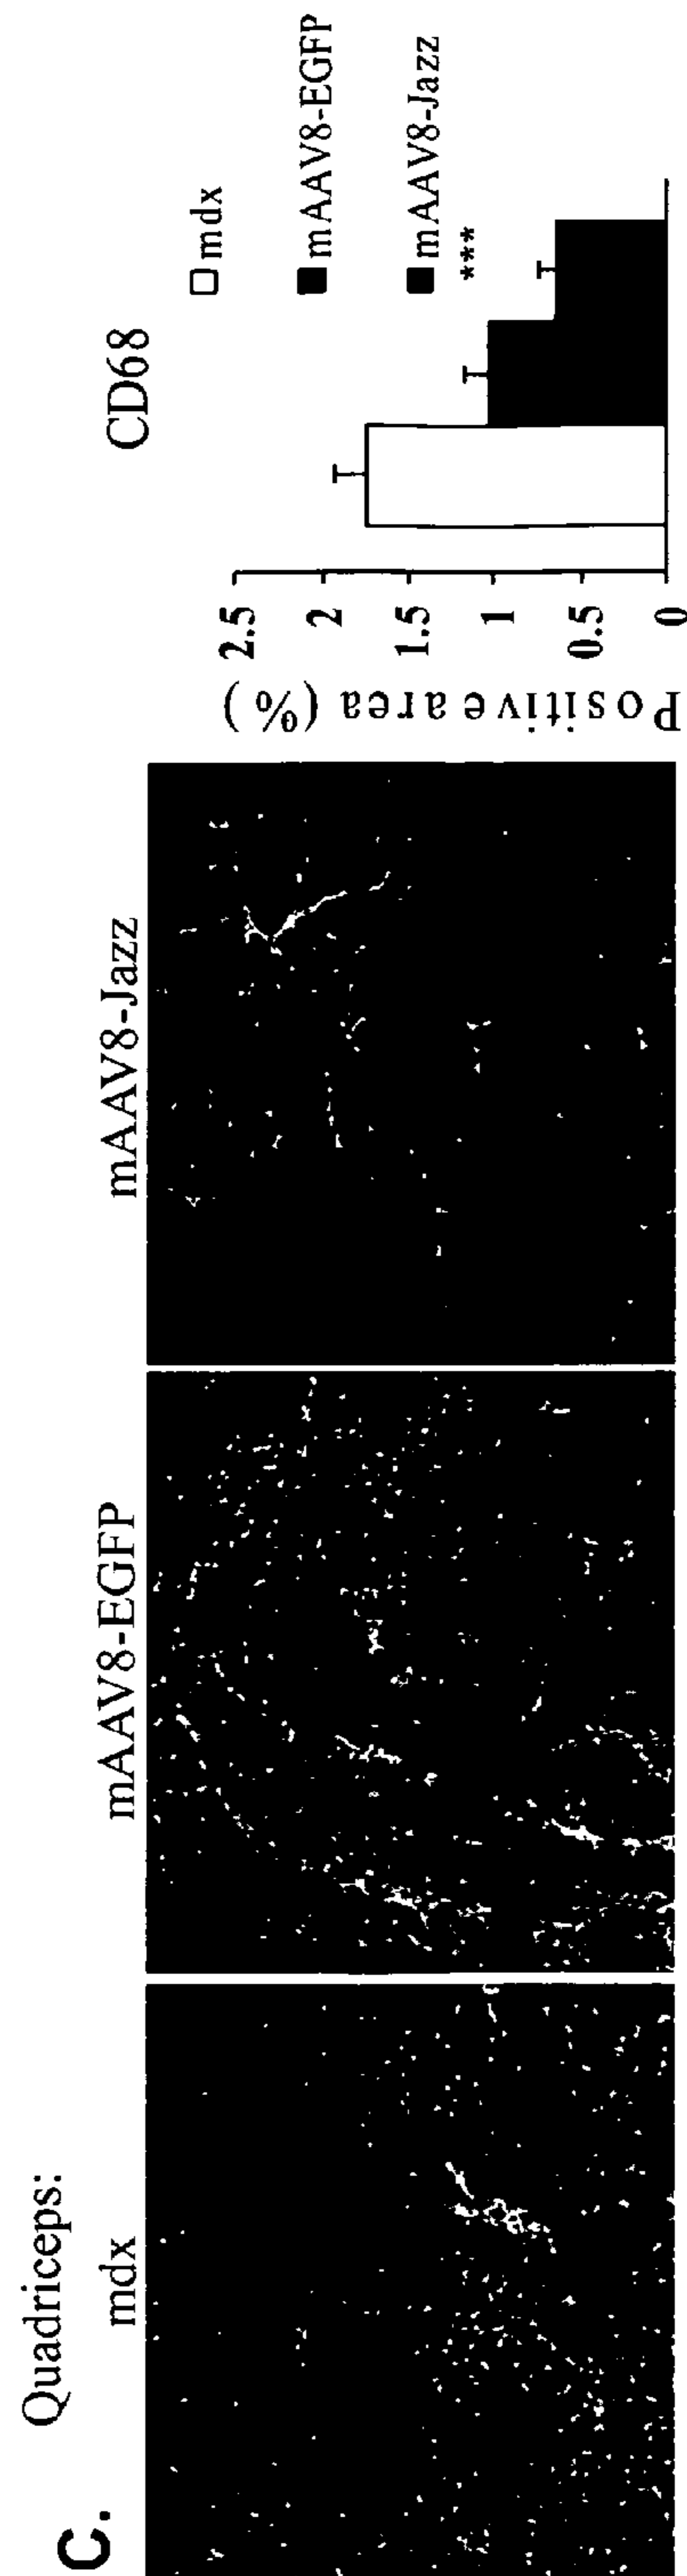 C.
Quadriceps:
mdx
mAAV8-EGFP
mAAV8-Jazz
CD68
Positive area (%)
2.5
2
1.5
1
0.5
0
mdx
mAAV8-EGFP
mAAV8-Jazz
***